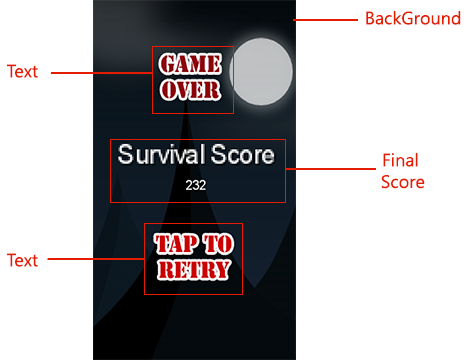 BackGround
Text
GAME
OVER
Survival Score
232
Final
Score
Text
TAP TO
RETRY